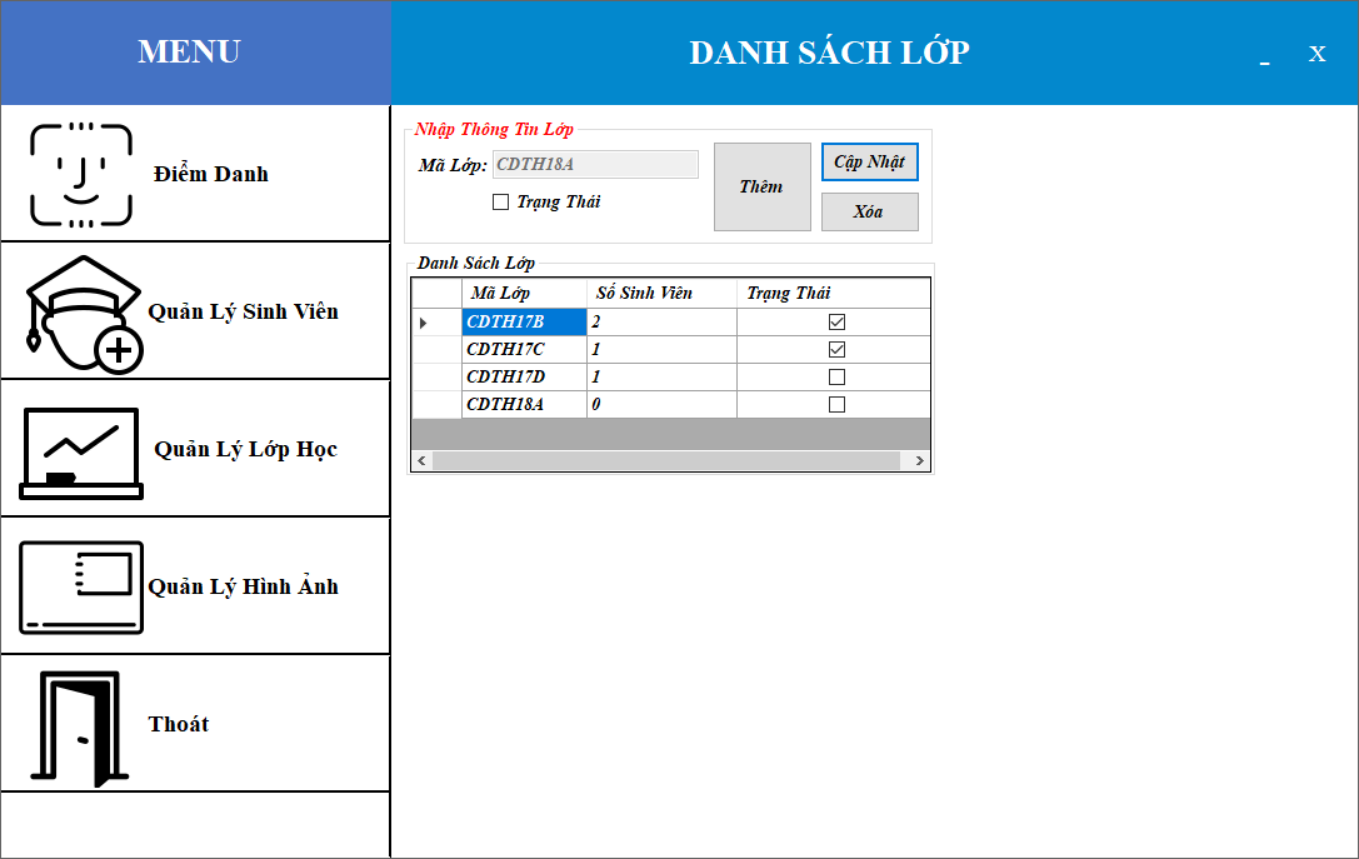 MENU
DANH SÁCH LỚP
_ X
Điểm Danh
Quản Lý Sinh Viên
Quản Lý Lớp Học
Quản Lý Hình Ảnh
Thoát
Nhập Thông Tin Lớp
Mã Lớp: CDTH18A
Trạng Thái
Thêm
Cập Nhật
Xóa
Danh Sách Lớp
Mã Lớp Số Sinh Viên Trạng Thái
CDTH17B 2
CDTH17C 1
CDTH17D 1
CDTH18A 0